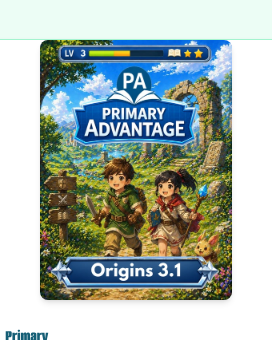 LV 3
PA
PRIMARY
ADVANTAGE
Origins 3.1
Primary